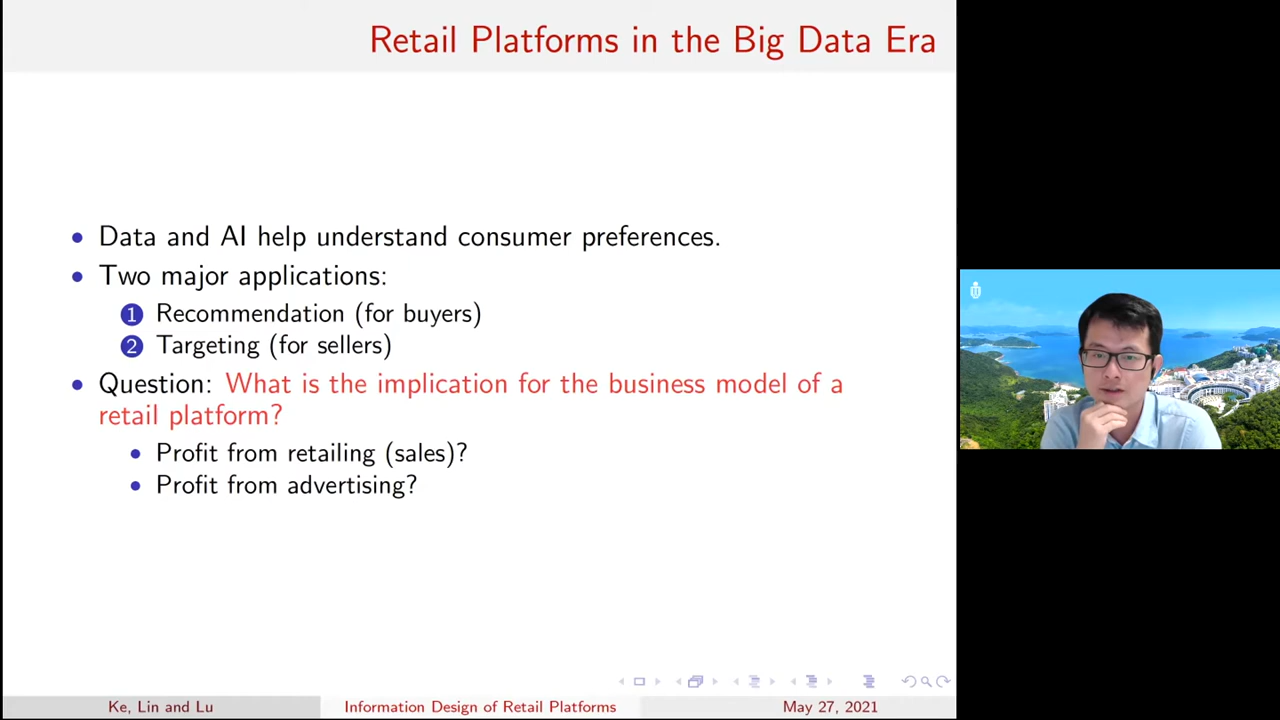 Retail Platforms in the Big Data Era
Data and AI help understand consumer preferences.
Two major applications:
1 Recommendation (for buyers)
2 Targeting (for sellers)
Question: What is the implication for the business model of a
retail platform?
Profit from retailing (sales)?
Profit from advertising?
Ke, Lin and Lu
Information Design of Retail Platforms
May 27, 2021